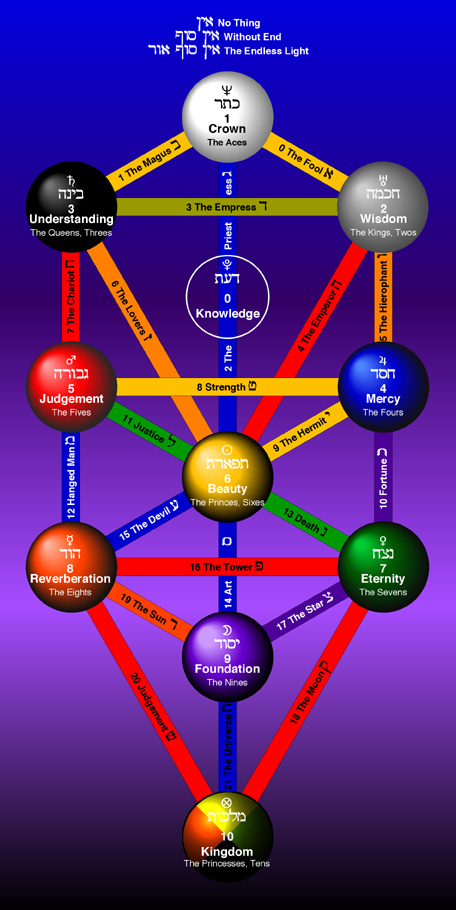 אין No Thing
אין סוף Without End
אין סוף אור The Endless Light
♆
כתר
1
Crown
The Aces
1 The Magus ב
0 The Fool א
♄
בינה
3
Understanding
The Queens, Threes
3 The Empress ד
♅
חכמה
2
Wisdom
The Kings, Twos
2 The Priest ess ג
דעת
0
Knowledge
7 The Chariot ח
6 The Lovers ז
4 The Emperor ה
5 The Hierophant ו
♂
גבורה
5
Judgement
The Fives
8 Strength ט
♃
חסד
4
Mercy
The Fours
11 Justice ל
9 The Hermit י
☉
תפארת
6
Beauty
The Princes, Sixes
12 Hanged Man מ
10 Fortune כ
15 The Devil ע
13 Death נ
☿
הוד
8
Reverberation
The Eights
16 The Tower פ
♀
נצח
7
Eternity
The Sevens
14 Art ס
19 The Sun ר
17 The Star צ
☽
יסוד
9
Foundation
The Nines
20 Judgement ש
18 The Moon ק
21 The Universe ת
⊗
מלכות
10
Kingdom
The Princesses, Tens